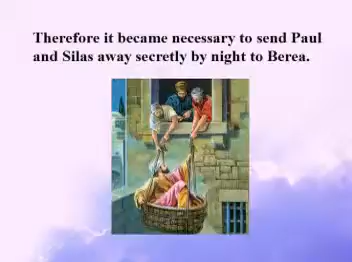 Therefore it became necessary to send Paul
and Silas away secretly by night to Berea.